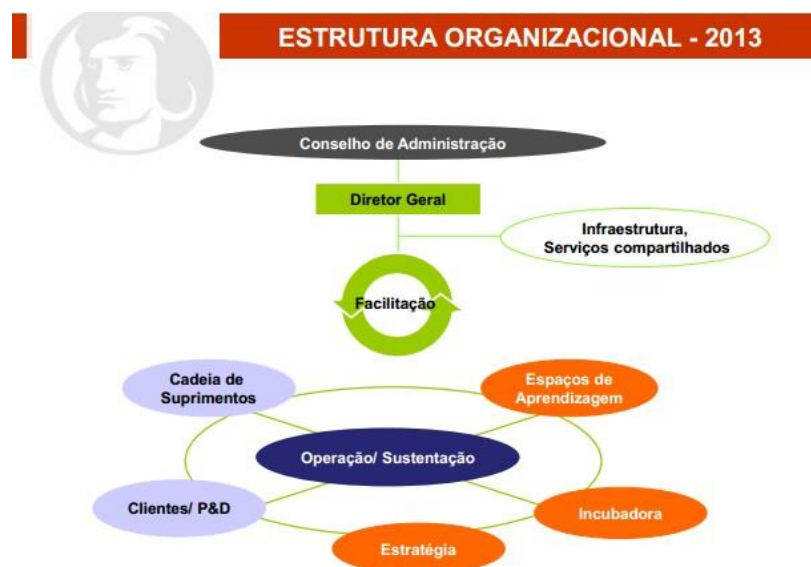 ESTRUTURA ORGANIZACIONAL - 2013
Conselho de Administração
Diretor Geral
Infraestrutura,
Serviços compartilhados
Facilitação
Cadeia de
Suprimentos
Espaços de
Aprendizagem
Operação/ Sustentação
Clientes/ P&D
Incubadora
Estratégia